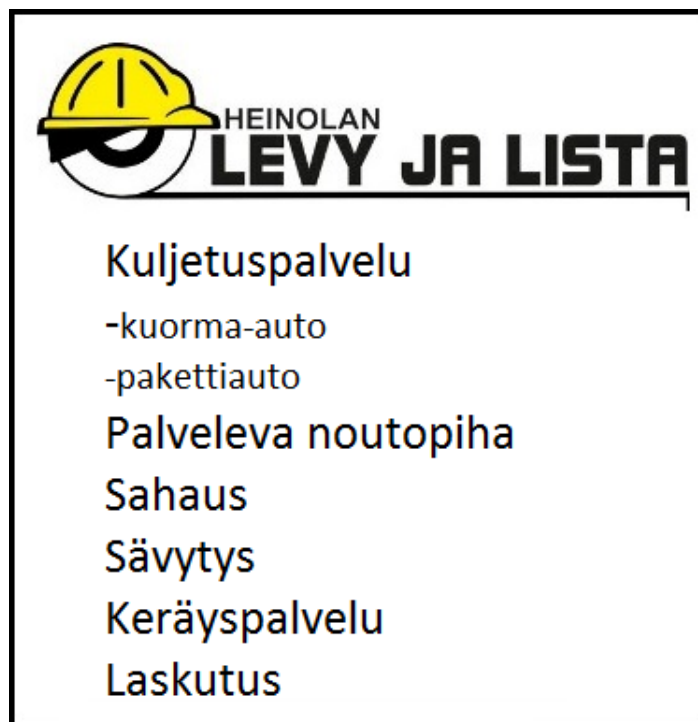 HEINOLAN
LEVY JA LISTA
Kuljetuspalvelu
-kuorma-auto
-pakettiauto
Palveleva noutopiha
Sahaus
Sävytys
Keräyspalvelu
Laskutus